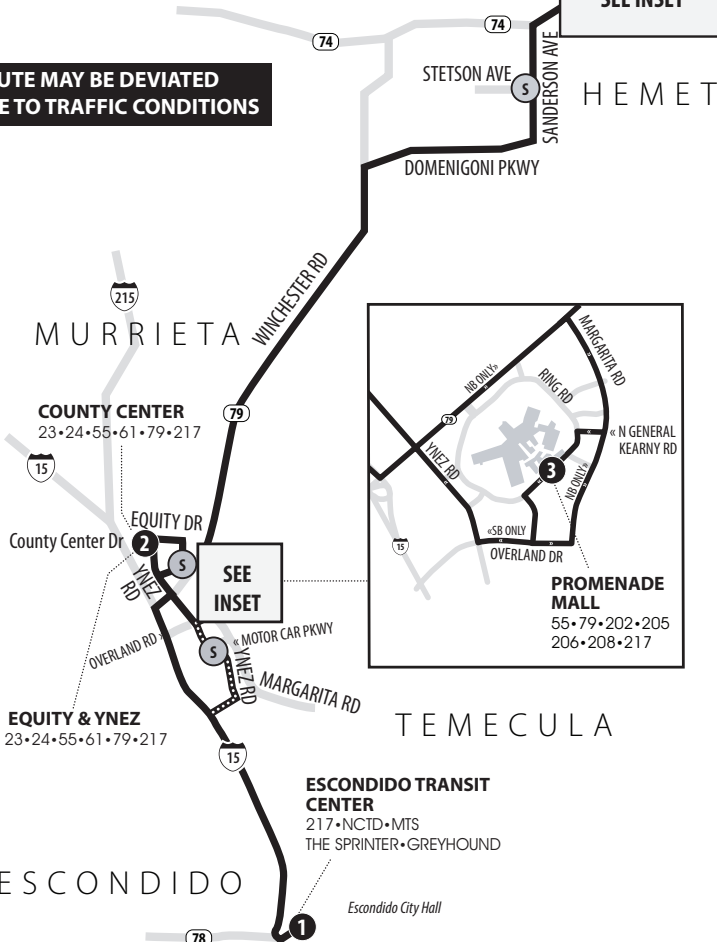 SEE INSET
74
74
STETSON AVE
S
SANDERSON AVE
HEMET
UTE MAY BE DEVIATED
E TO TRAFFIC CONDITIONS
DOMENIGONI PKWY
WINCHESTER RD
215
MURRIETA
79
COUNTY CENTER
23•24•55•61•79•217
15
EQUITY DR
County Center Dr
2
S
YNEZ
RD
SEE
INSET
OVERLAND RD »
S
« MOTOR CAR PKWY
YNEZ RD
MARGARITA RD
EQUITY & YNEZ
23•24•55•61•79•217
15
MARGARITA RD
NB ONLY»
RING RD
79
« N GENERAL
KEARNY RD
YNEZ RD
3
NB ONLY»
«SB ONLY
15
OVERLAND DR
PROMENADE
MALL
55•79•202•205
206•208•217
TEMECULA
ESCONDIDO TRANSIT
CENTER
217•NCTD•MTS
THE SPRINTER•GREYHOUND
ESCONDIDO
Escondido City Hall
1
78